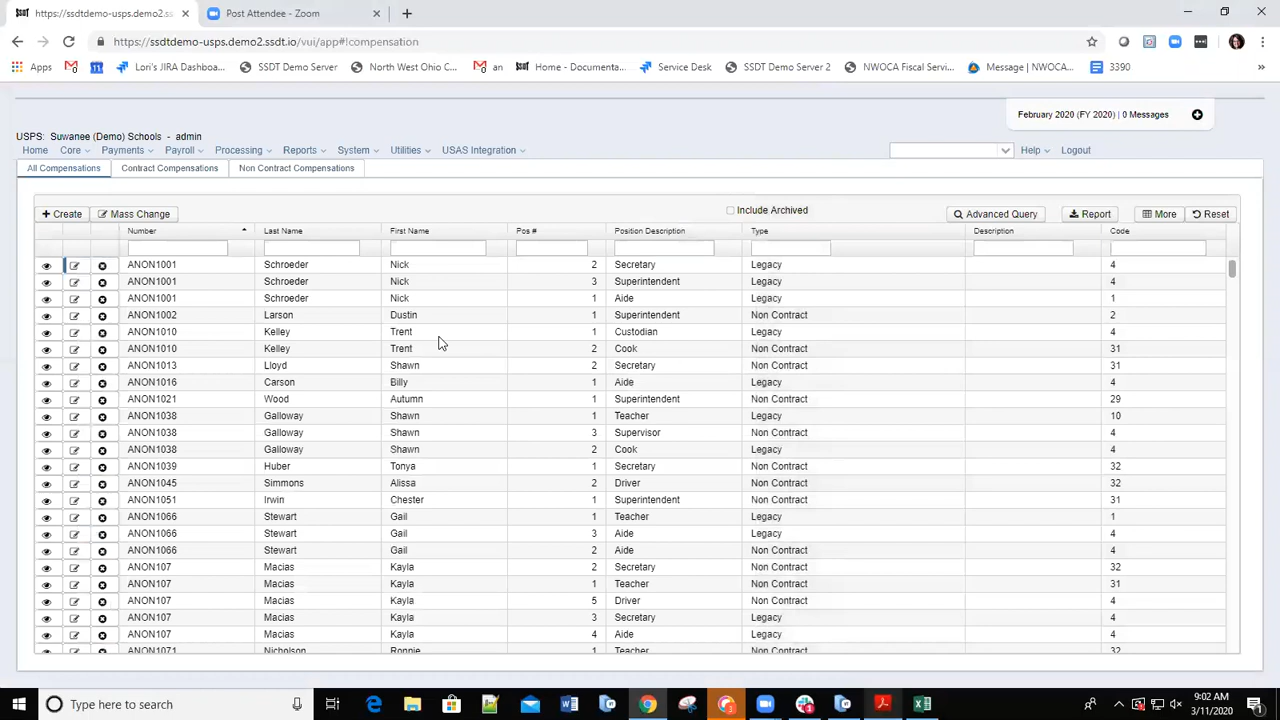 https://ssdtdemo-usps.demo2.s
Post Attendee - Zoom
https://ssdtdemo-usps.demo2.ssdt.io/vui/app#!compensation
Apps an Lori's JIRA Dashboa... SSDT Demo Server North West Ohio C... an Home - Documenta... Service Desk SSDT Demo Server 2 NWOCA Fiscal Servi... Message | NWOCA... 3390
February 2020 (FY 2020) | 0 Messages
USPS: Suwanee (Demo) Schools - admin
Home Core Payments Payroll Processing Reports System Utilities USAS Integration Help Logout
All Compensations Contract Compensations Non Contract Compensations
Create Mass Change Include Archived Advanced Query Report More Reset
Number Last Name First Name Pos # Position Description Type Description Code
ANON1001 Schroeder Nick 2 Secretary Legacy 4
ANON1001 Schroeder Nick 3 Superintendent Legacy 4
ANON1001 Schroeder Nick 1 Aide Legacy 1
ANON1002 Larson Dustin 1 Superintendent Non Contract 2
ANON1010 Kelley Trent 1 Custodian Legacy 4
ANON1010 Kelley Trent 2 Cook Non Contract 31
ANON1013 Lloyd Shawn 2 Secretary Non Contract 31
ANON1016 Carson Billy 1 Aide Legacy 4
ANON1021 Wood Autumn 1 Superintendent Non Contract 29
ANON1038 Galloway Shawn 1 Teacher Legacy 10
ANON1038 Galloway Shawn 3 Supervisor Non Contract 4
ANON1038 Galloway Shawn 2 Cook Legacy 4
ANON1039 Huber Tonya 1 Secretary Non Contract 32
ANON1045 Simmons Alissa 2 Driver Non Contract 32
ANON1051 Irwin Chester 1 Superintendent Non Contract 31
ANON1066 Stewart Gail 1 Teacher Legacy 1
ANON1066 Stewart Gail 3 Aide Legacy 4
ANON1066 Stewart Gail 2 Aide Non Contract 4
ANON107 Macias Kayla 2 Secretary Non Contract 32
ANON107 Macias Kayla 1 Teacher Non Contract 31
ANON107 Macias Kayla 5 Driver Non Contract 4
ANON107 Macias Kayla 3 Secretary Legacy 4
ANON107 Macias Kayla 4 Aide Legacy 4
ANON1071 Nicholson Ronnie 1 Teacher Non Contract 32
Type here to search
9:02 AM
3/11/2020